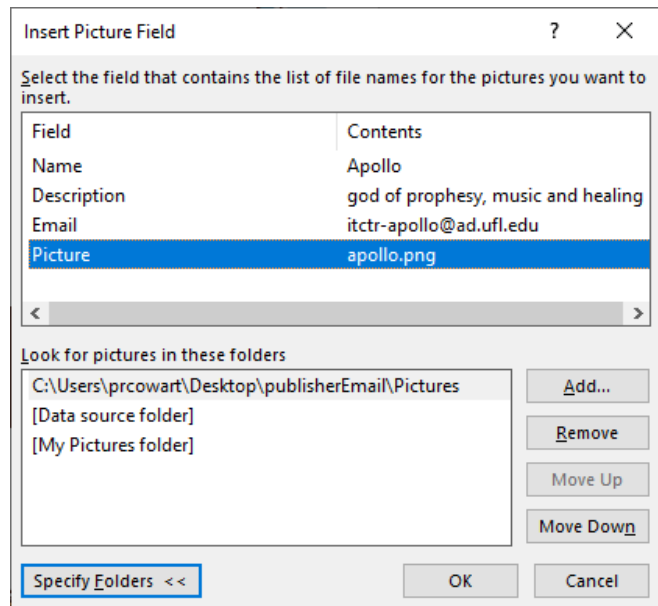 Insert Picture Field ? ×
Select the field that contains the list of file names for the pictures you want to
insert.
Field Contents
Name Apollo
Description god of prophesy, music and healing
Email itctr-apollo@ad.ufl.edu
Picture apollo.png
Look for pictures in these folders
C:\Users\prcowart\Desktop\publisherEmail\Pictures
[Data source folder]
[My Pictures folder]
Add...
Remove
Move Up
Move Down
Specify Folders << OK Cancel